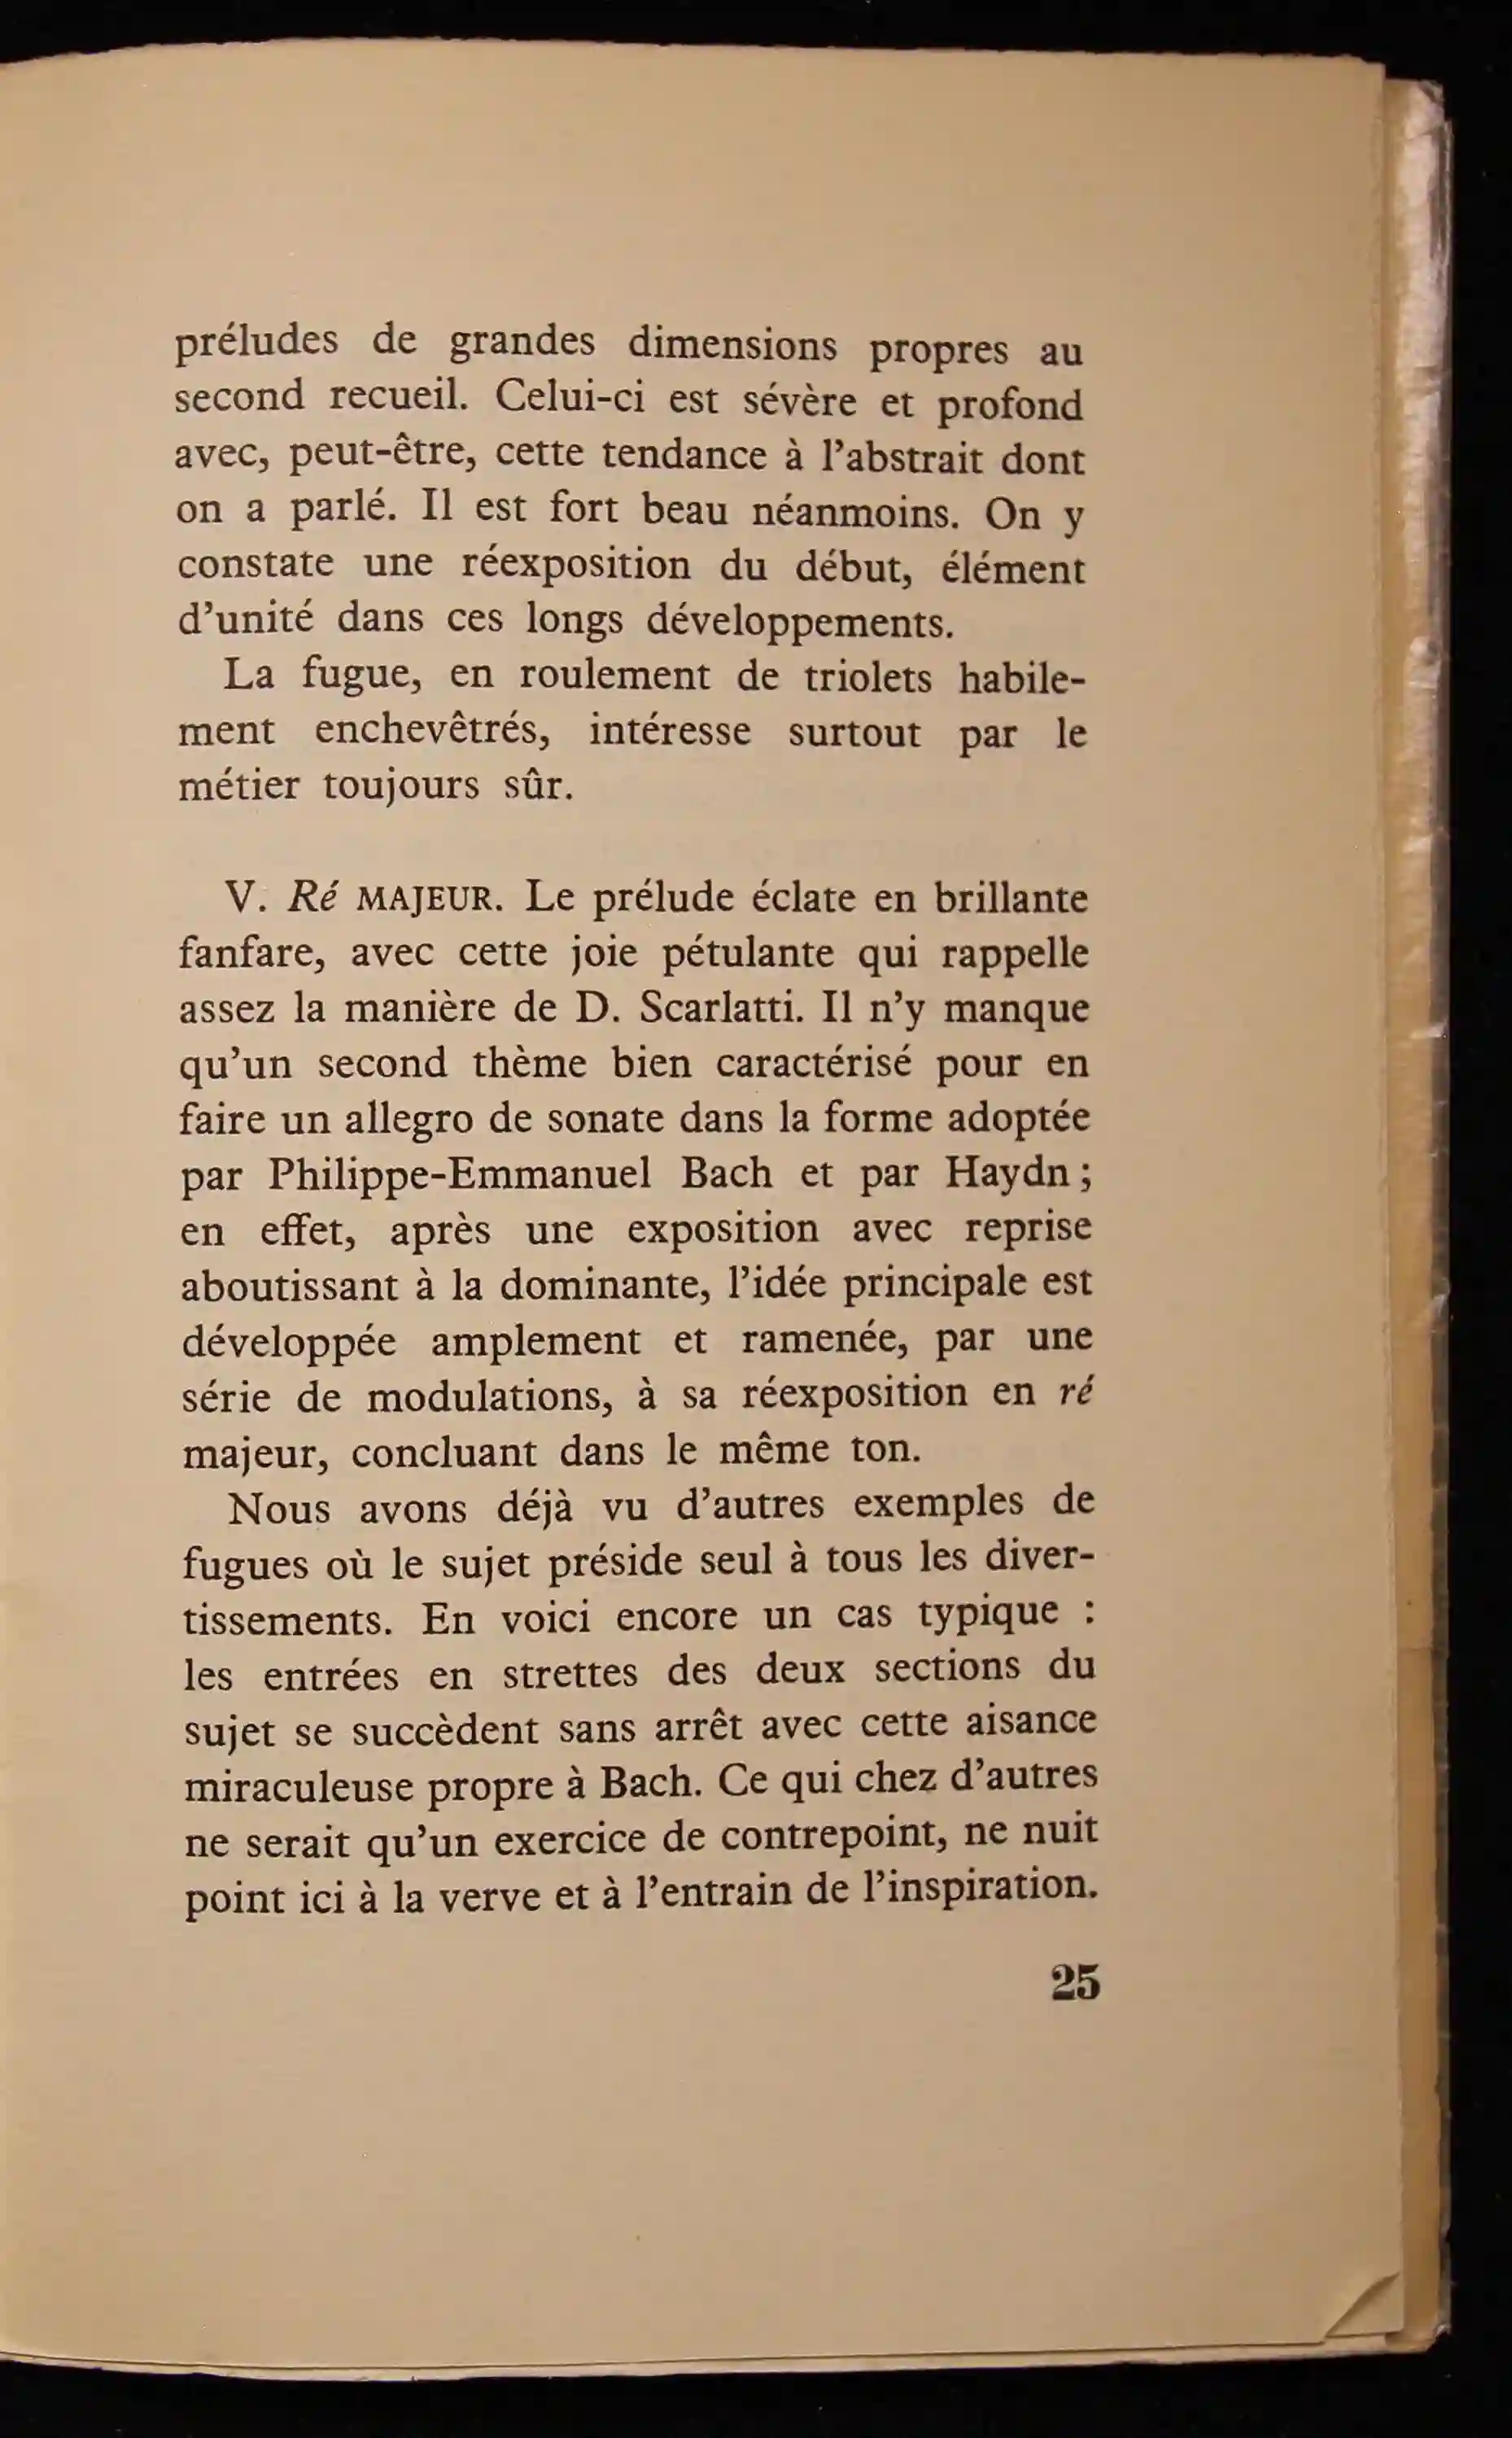 préludes de grandes dimensions propres au
second recueil. Celui-ci est sévère et profond
avec, peut-être, cette tendance à l'abstrait dont
on a parlé. Il est fort beau néanmoins. On y
constate une réexposition du début, élément
d'unité dans ces longs développements.
La fugue, en roulement de triolets habile-
ment enchevêtrés, intéresse surtout par le
métier toujours sûr.
V. Ré MAJEUR. Le prélude éclate en brillante
fanfare, avec cette joie pétulante qui rappelle
assez la manière de D. Scarlatti. Il n'y manque
qu'un second thème bien caractérisé pour en
faire un allegro de sonate dans la forme adoptée
par Philippe-Emmanuel Bach et par Haydn ;
en effet, après une exposition avec reprise
aboutissant à la dominante, l'idée principale est
développée amplement et ramenée, par une
série de modulations, à sa réexposition en ré
majeur, concluant dans le même ton.
Nous avons déjà vu d'autres exemples de
fugues où le sujet préside seul à tous les diver-
tissements. En voici encore un cas typique :
les entrées en strettes des deux sections du
sujet se succèdent sans arrêt avec cette aisance
miraculeuse propre à Bach. Ce qui chez d'autres
ne serait qu'un exercice de contrepoint, ne nuit
point ici à la verve et à l'entrain de l'inspiration.
25